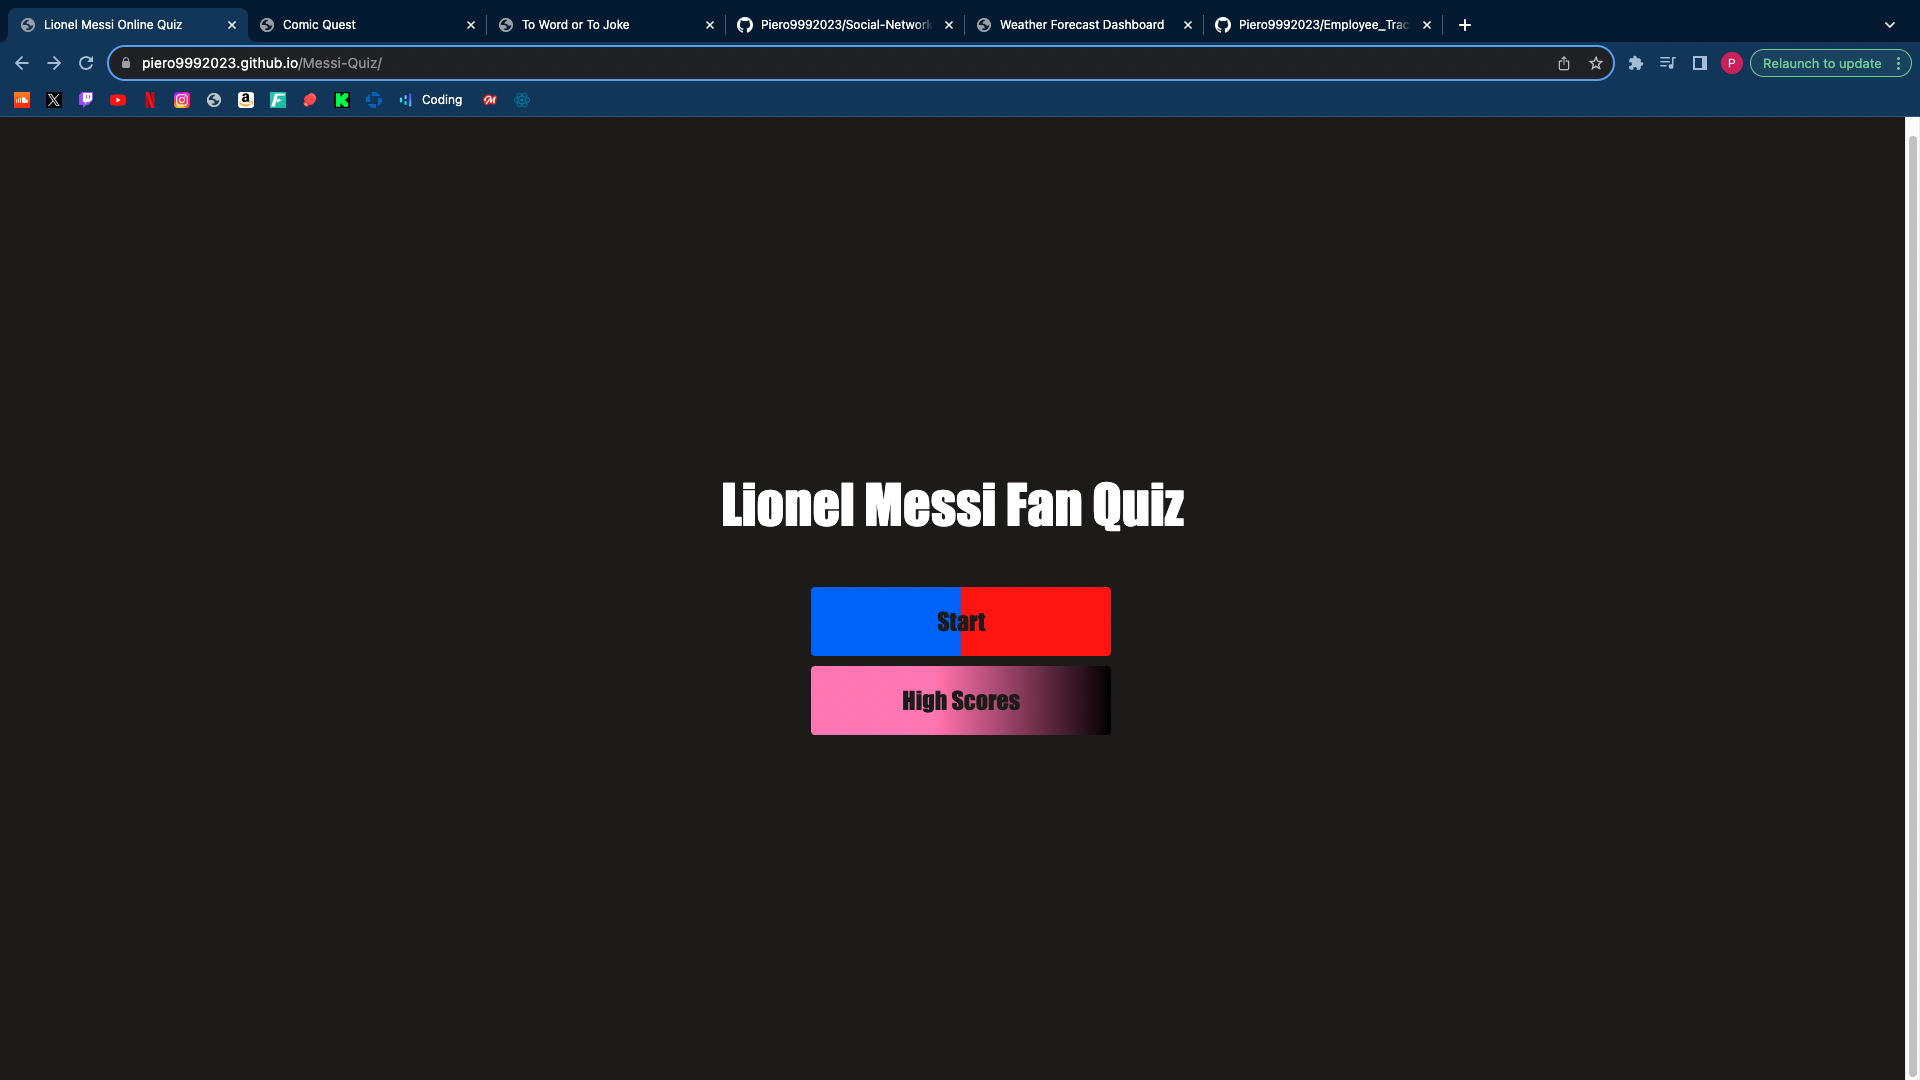 Lionel Messi Online Quiz
Comic Quest
To Word or To Joke
Piero9992023/Social-Network
Weather Forecast Dashboard
Piero9992023/Employee_Trac
piero9992023.github.io/Messi-Quiz/
P
Relaunch to update
Coding
Lionel Messi Fan Quiz
Start
High Scores